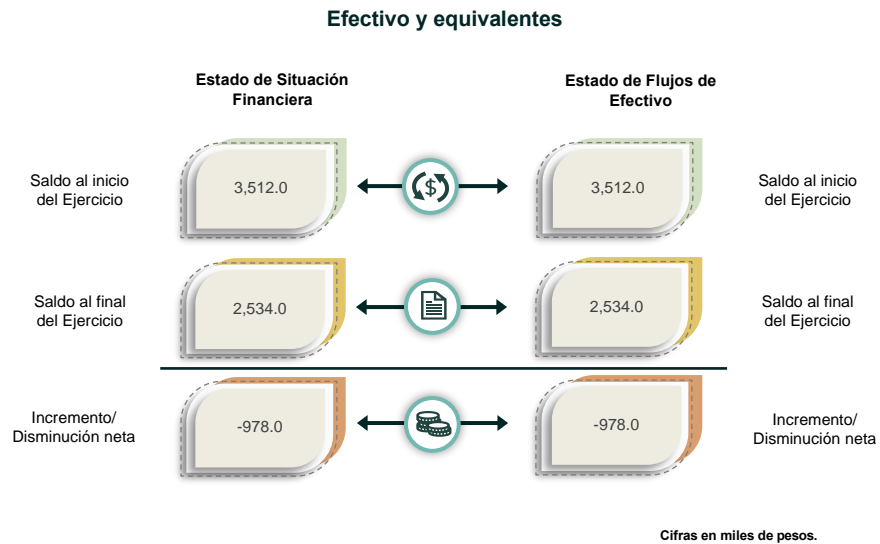 Efectivo y equivalentes
Estado de Situación
Financiera
Estado de Flujos de
Efectivo
Saldo al inicio
del Ejercicio
3,512.0
$
3,512.0
Saldo al inicio
del Ejercicio
Saldo al final
del Ejercicio
2,534.0
2,534.0
Saldo al final
del Ejercicio
Incremento/
Disminución neta
-978.0
-978.0
Incremento/
Disminución neta
Cifras en miles de pesos.